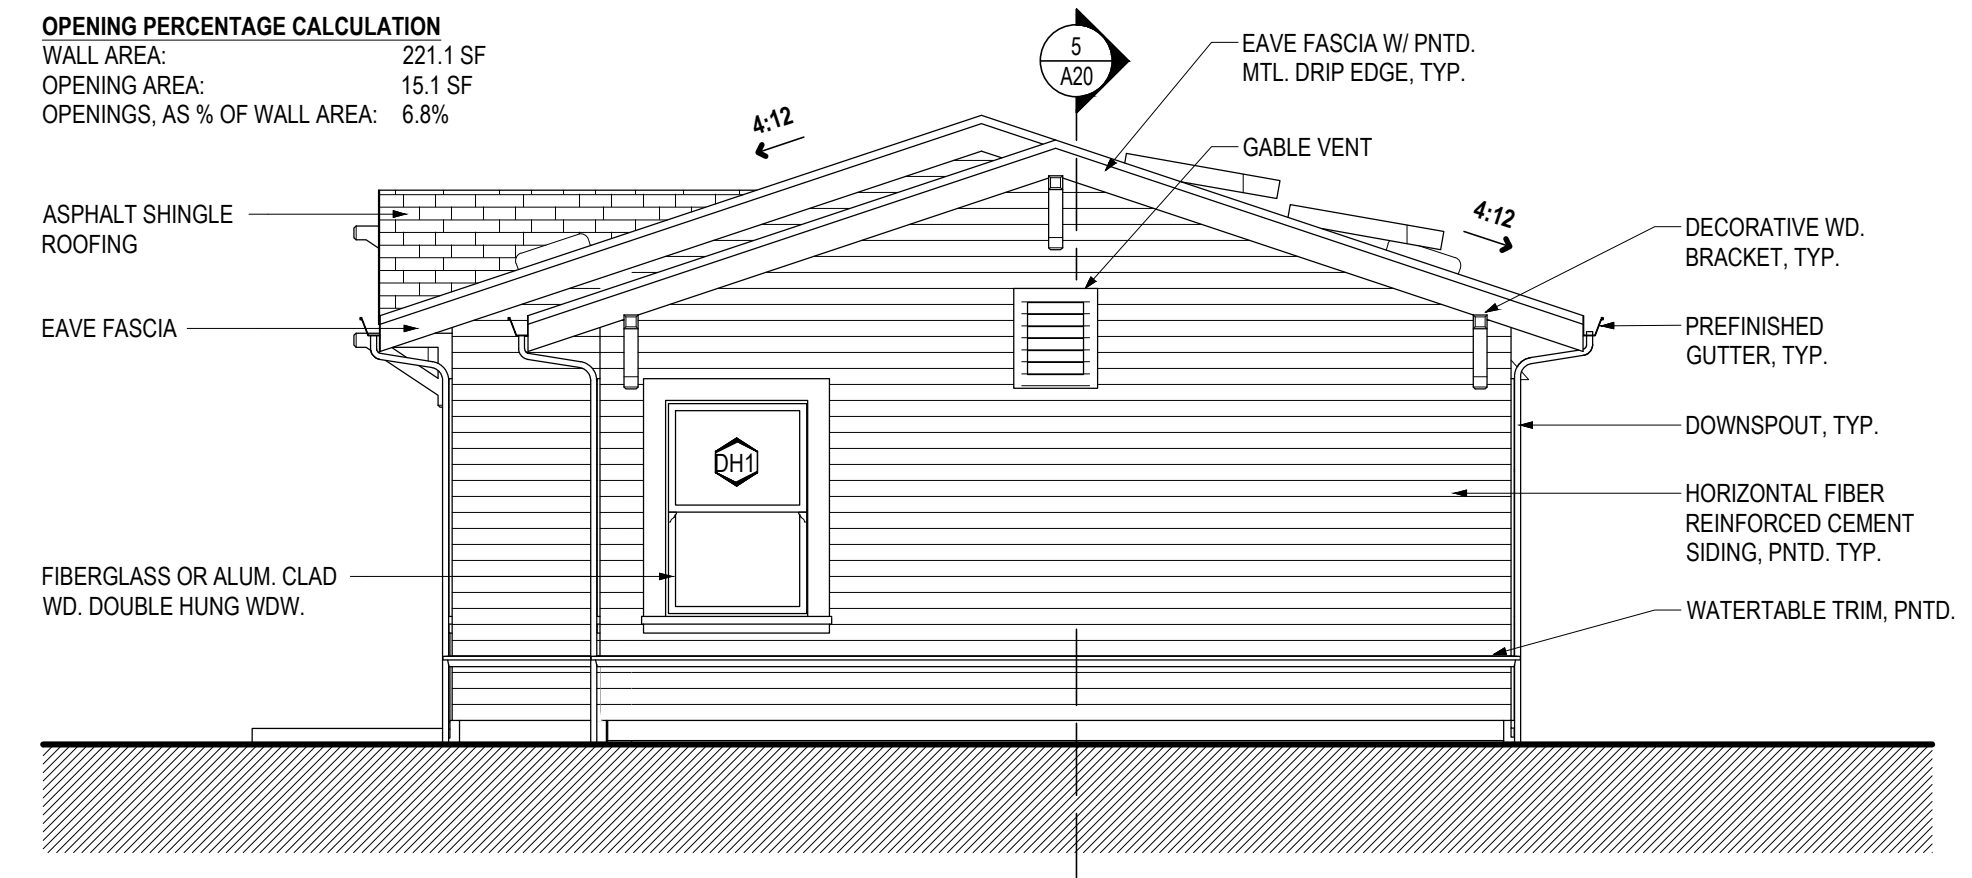 OPENING PERCENTAGE CALCULATION
WALL AREA: 221.1 SF
OPENING AREA: 15.1 SF
OPENINGS, AS % OF WALL AREA: 6.8%
5
A20
EAVE FASCIA W/ PNTD.
MTL. DRIP EDGE, TYP.
4:12
GABLE VENT
ASPHALT SHINGLE
ROOFING
4:12
DECORATIVE WD.
BRACKET, TYP.
EAVE FASCIA
PREFINISHED
GUTTER, TYP.
DOWNSPOUT, TYP.
DH1
HORIZONTAL FIBER
REINFORCED CEMENT
SIDING, PNTD. TYP.
FIBERGLASS OR ALUM. CLAD
WD. DOUBLE HUNG WDW.
WATERTABLE TRIM, PNTD.